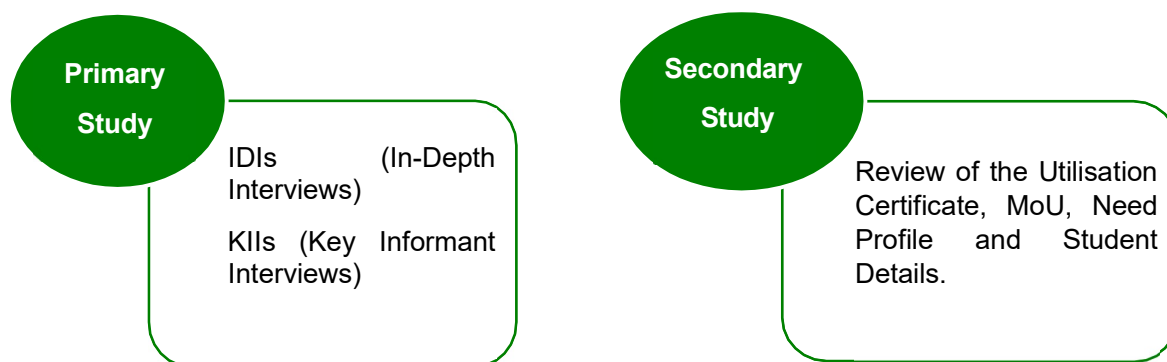 Primary
Study
IDIs (In-Depth
Interviews)
KIIs (Key Informant
Interviews)
Secondary
Study
Review of the Utilisation
Certificate, MoU, Need
Profile and Student
Details.